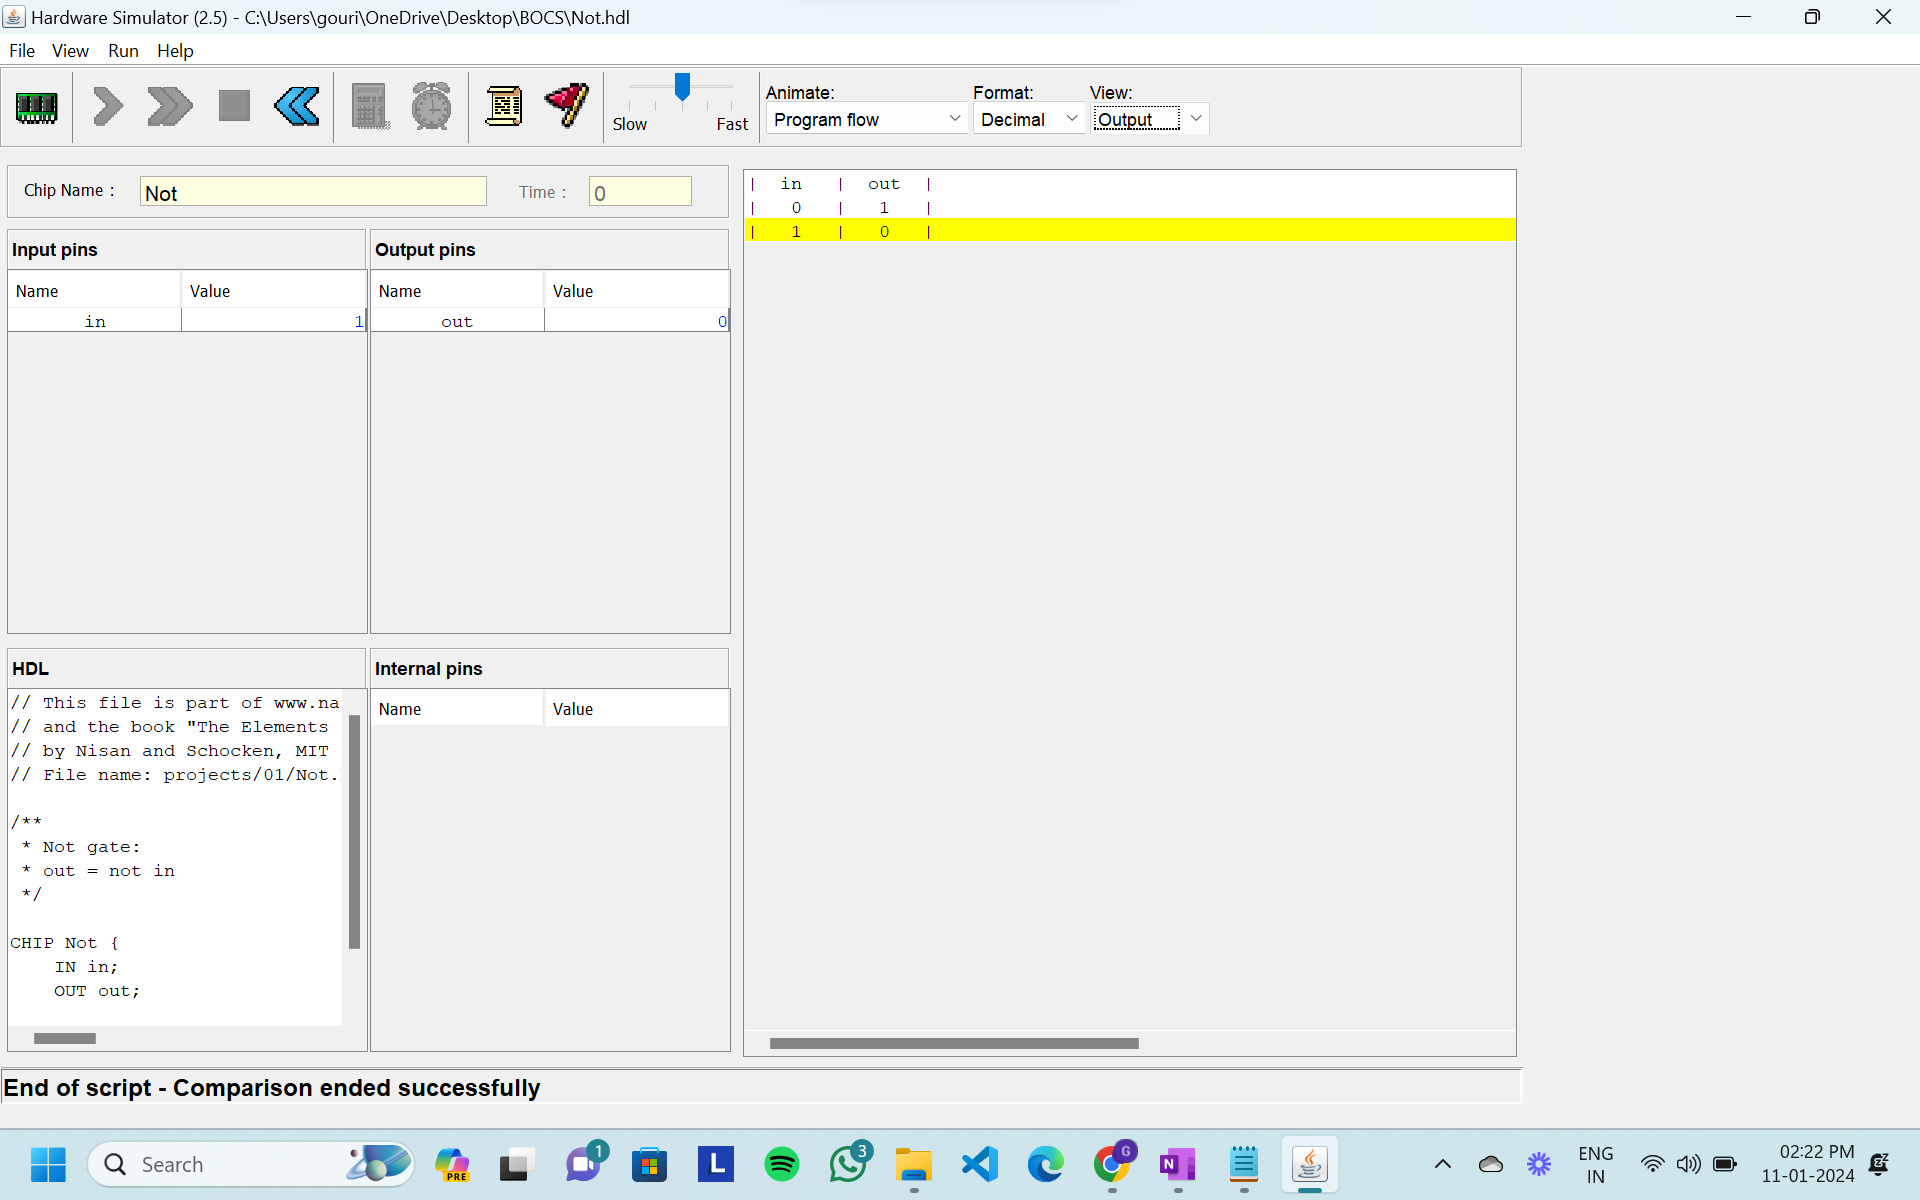 Hardware Simulator (2.5) - C:\Users\gouri\OneDrive\Desktop\BOCS\Not.hdl
File View Run Help
Slow Fast
Animate: Format: View:
Program flow Decimal Output
Chip Name : Not Time : 0
| in | out |
| 0 | 1 |
| 1 | 0 |
Input pins Output pins
Name Value Name Value
in 1 out 0
HDL Internal pins
Name Value
// This file is part of www.na
// and the book "The Elements
// by Nisan and Schocken, MIT
// File name: projects/01/Not.
/**
* Not gate:
* out = not in
*/
CHIP Not {
IN in;
OUT out;
End of script - Comparison ended successfully
Search
PRE
1
L
3
G
N
ENG
IN
02:22 PM
11-01-2024